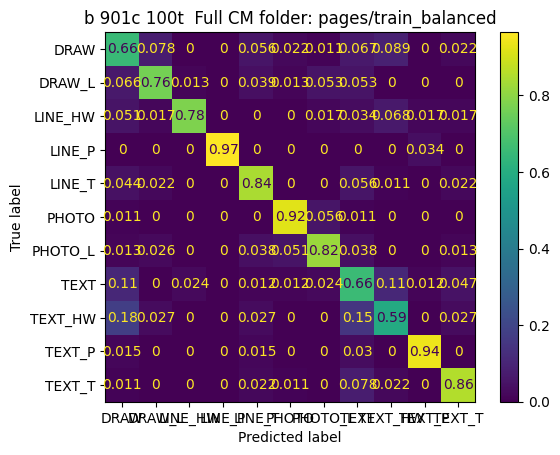 b 901c 100t  Full CM folder: pages/train_balanced
DRAW 0.66 0.078 0 0 0.056 0.022 0.011 0.067 0.089 0 0.022
DRAW_L 0.066 0.76 0.013 0 0.039 0.013 0.053 0.053 0 0 0
LINE_HW 0.051 0.017 0.78 0 0 0 0.017 0.034 0.068 0.017 0.017
LINE_P 0 0 0 0.97 0 0 0 0 0 0.034 0
LINE_T 0.044 0.022 0 0 0.84 0 0 0.056 0.011 0 0.022
PHOTO 0.011 0 0 0 0 0.92 0.056 0.011 0 0 0
PHOTO_L 0.013 0.026 0 0 0.038 0.051 0.82 0.038 0 0 0.013
TEXT 0.11 0 0.024 0 0.012 0.012 0.024 0.66 0.11 0.012 0.047
TEXT_HW 0.18 0.027 0 0 0.027 0 0 0.15 0.59 0 0.027
TEXT_P 0.015 0 0 0 0.015 0 0 0.03 0 0.94 0
TEXT_T 0.011 0 0 0 0.022 0.011 0 0.078 0.022 0 0.86
DRAW DRAW_L LINE_HW LINE_P LINE_T PHOTO PHOTO_L TEXT TEXT_HW TEXT_P TEXT_T
True label
Predicted label
0.8
0.6
0.4
0.2
0.0